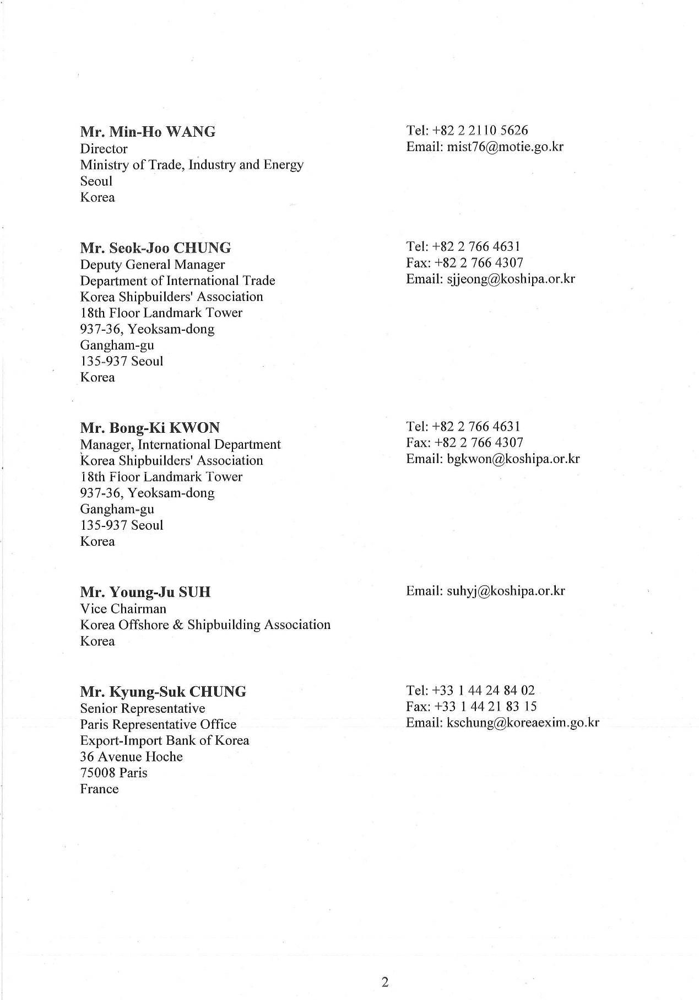 Mr. Min-Ho WANG
Director
Ministry of Trade, Industry and Energy
Seoul
Korea
Tel: +82 2 2110 5626
Email: mist76@motie.go.kr
Mr. Seok-Joo CHUNG
Deputy General Manager
Department of International Trade
Korea Shipbuilders' Association
18th Floor Landmark Tower
937-36, Yeoksam-dong
Gangham-gu
135-937 Seoul
Korea
Tel: +82 2 766 4631
Fax: +82 2 766 4307
Email: sjjeong@koshipa.or.kr
Mr. Bong-Ki KWON
Manager, International Department
Korea Shipbuilders' Association
18th Floor Landmark Tower
937-36, Yeoksam-dong
Gangham-gu
135-937 Seoul
Korea
Tel: +82 2 766 4631
Fax: +82 2 766 4307
Email: bgkwon@koshipa.or.kr
Mr. Young-Ju SUH
Vice Chairman
Korea Offshore & Shipbuilding Association
Korea
Email: suhyj@koshipa.or.kr
Mr. Kyung-Suk CHUNG
Senior Representative
Paris Representative Office
Export-Import Bank of Korea
36 Avenue Hoche
75008 Paris
France
Tel: +33 1 44 24 84 02
Fax: +33 1 44 21 83 15
Email: kschung@koreaexim.go.kr
2